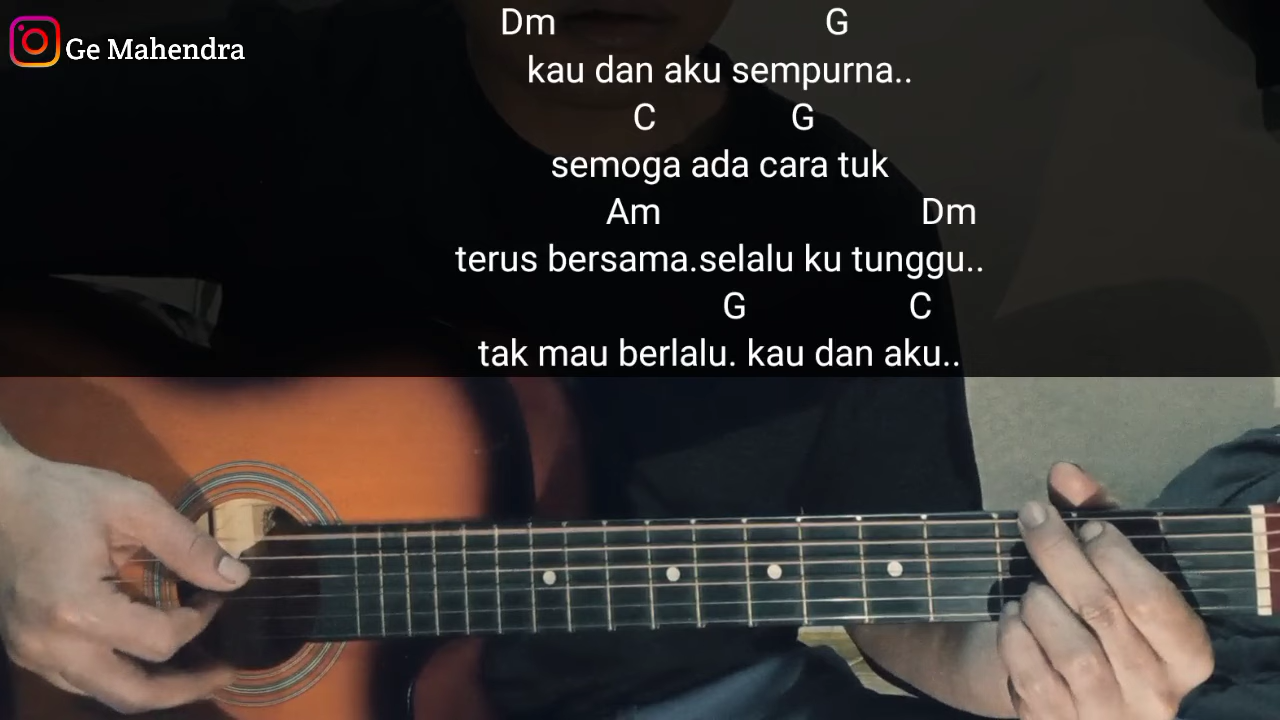 Ge Mahendra
Dm G
kau dan aku sempurna..
C G
semoga ada cara tuk
Am Dm
terus bersama.selalu ku tunggu..
G C
tak mau berlalu. kau dan aku..